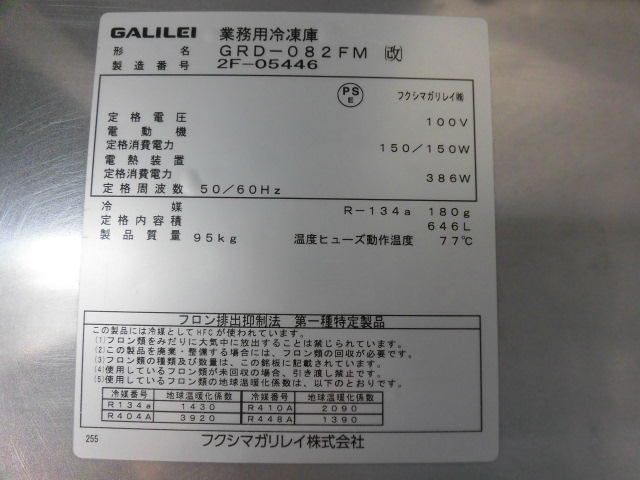 GALILEI 業務用冷凍庫
形名 GRD-082FM 改
製造番号 2F-05446
PS E フクシマガリレイ㈱
定格電圧 100V
電動機
定格消費電力 150/150W
電熱装置
定格消費電力 386W
定格周波数 50/60Hz
冷媒 R-134a 180g
定格内容積 646L
製品質量 95kg 温度ヒューズ動作温度 77℃
フロン排出抑制法 第一種特定製品
この製品には冷媒としてHFCが使われています。
(1)フロン類をみだりに大気中に放出することは禁じられています。
(2)この製品を廃棄・整備する場合には、フロン類の回収が必要です。
(3)フロン類の種類及び数量は、この銘板に記載されています。
(4)使用しているフロン類が未回収の場合、引き渡し禁止です。
(5)使用しているフロン類の地球温暖化係数は、以下のとおりです。
冷媒番号 地球温暖化係数 冷媒番号 地球温暖化係数
R134a 1430 R410A 2090
R404A 3920 R448A 1390
255 フクシマガリレイ株式会社